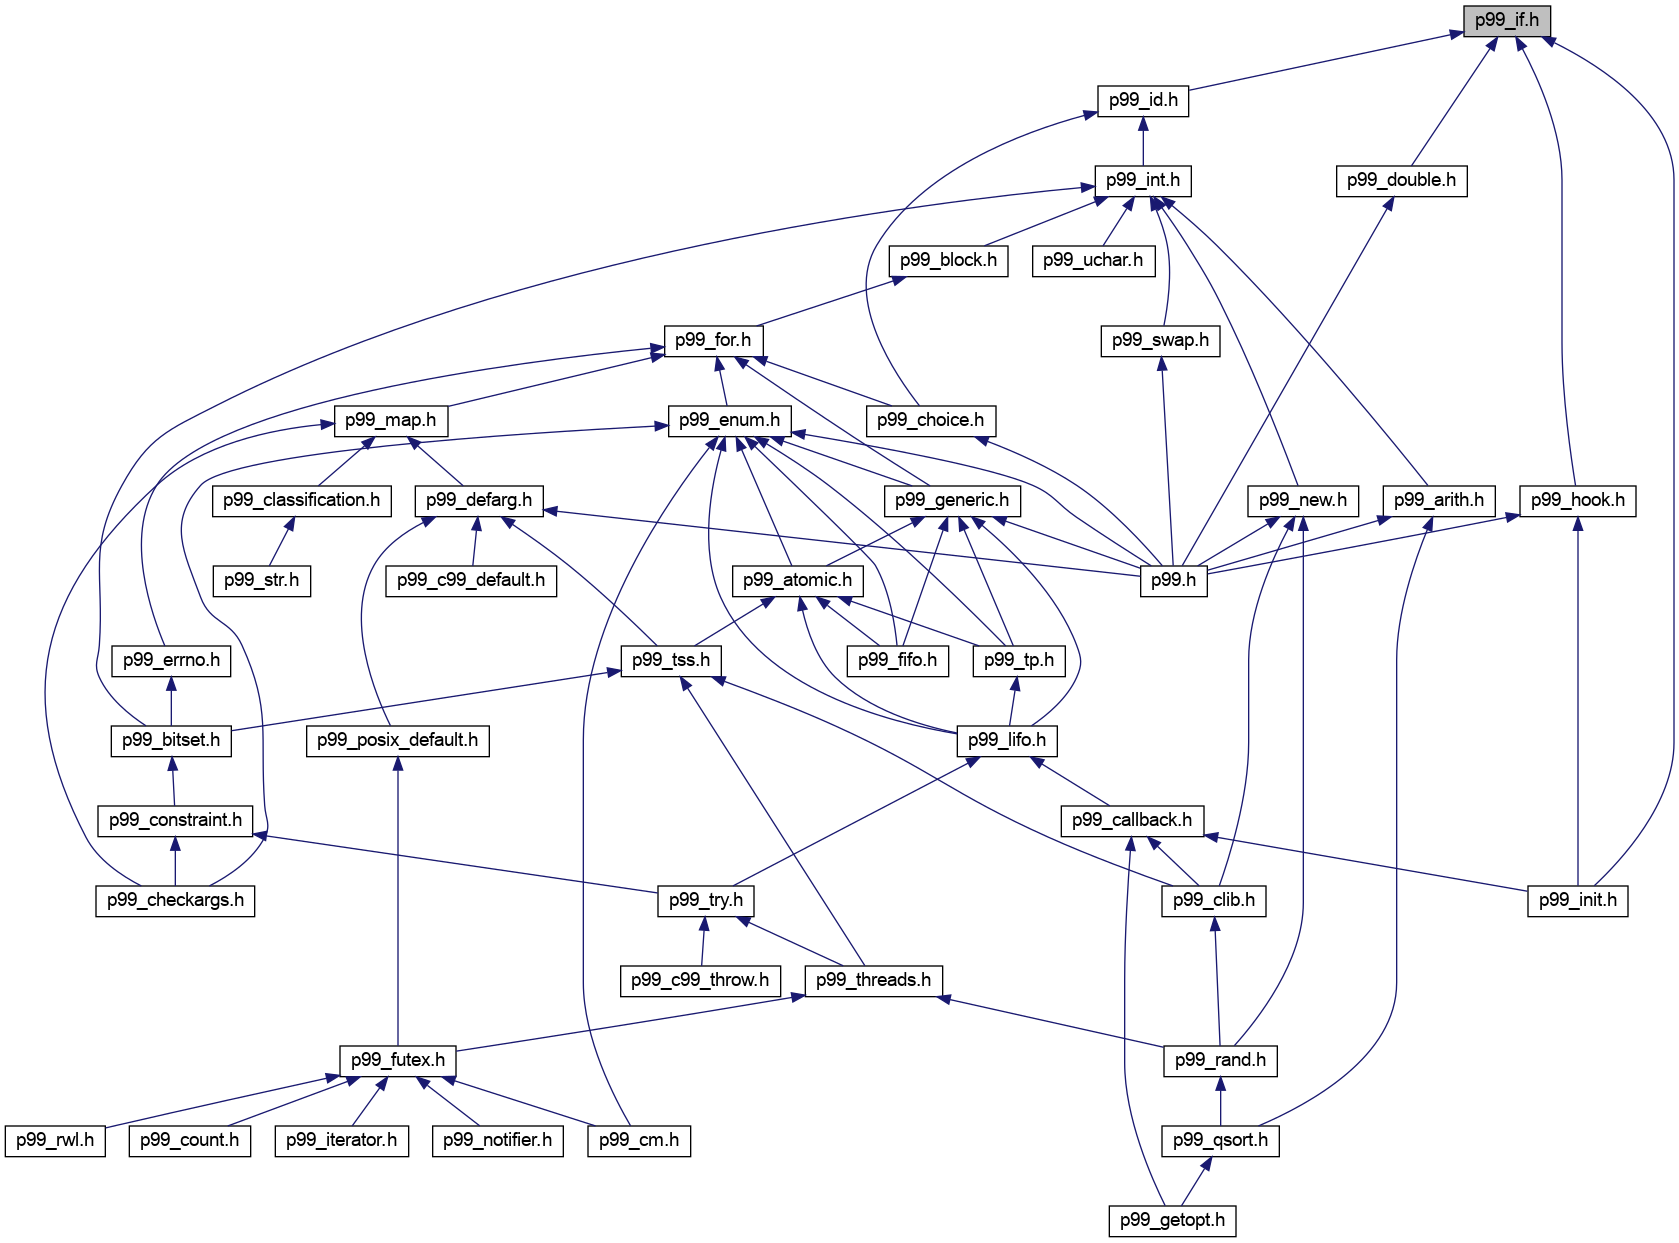 p99_if.h
p99_id.h
p99_int.h
p99_double.h
p99_block.h
p99_uchar.h
p99_for.h
p99_swap.h
p99_map.h
p99_enum.h
p99_choice.h
p99_classification.h
p99_defarg.h
p99_generic.h
p99_new.h
p99_arith.h
p99_hook.h
p99_str.h
p99_c99_default.h
p99_atomic.h
p99.h
p99_errno.h
p99_tss.h
p99_fifo.h
p99_tp.h
p99_bitset.h
p99_posix_default.h
p99_lifo.h
p99_constraint.h
p99_callback.h
p99_checkargs.h
p99_try.h
p99_clib.h
p99_init.h
p99_c99_throw.h
p99_threads.h
p99_futex.h
p99_rand.h
p99_rwl.h
p99_count.h
p99_iterator.h
p99_notifier.h
p99_cm.h
p99_qsort.h
p99_getopt.h